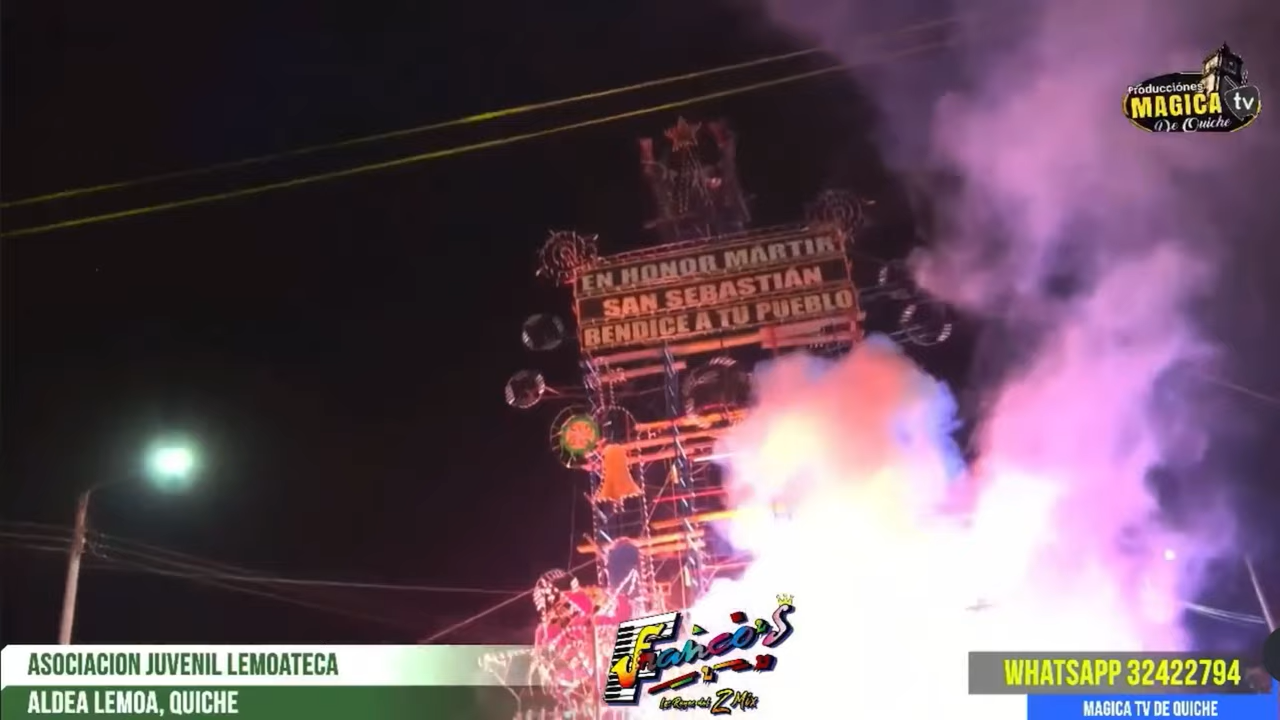 Producciónes
MAGICA tv
De Quiche
EN HONOR MARTIR
SAN SEBASTIÁN
BENDICE A TU PUEBLO
Franco's
ASOCIACION JUVENIL LEMOATECA
ALDEA LEMOA, QUICHE
WHATSAPP 32422794
MAGICA TV DE QUICHE